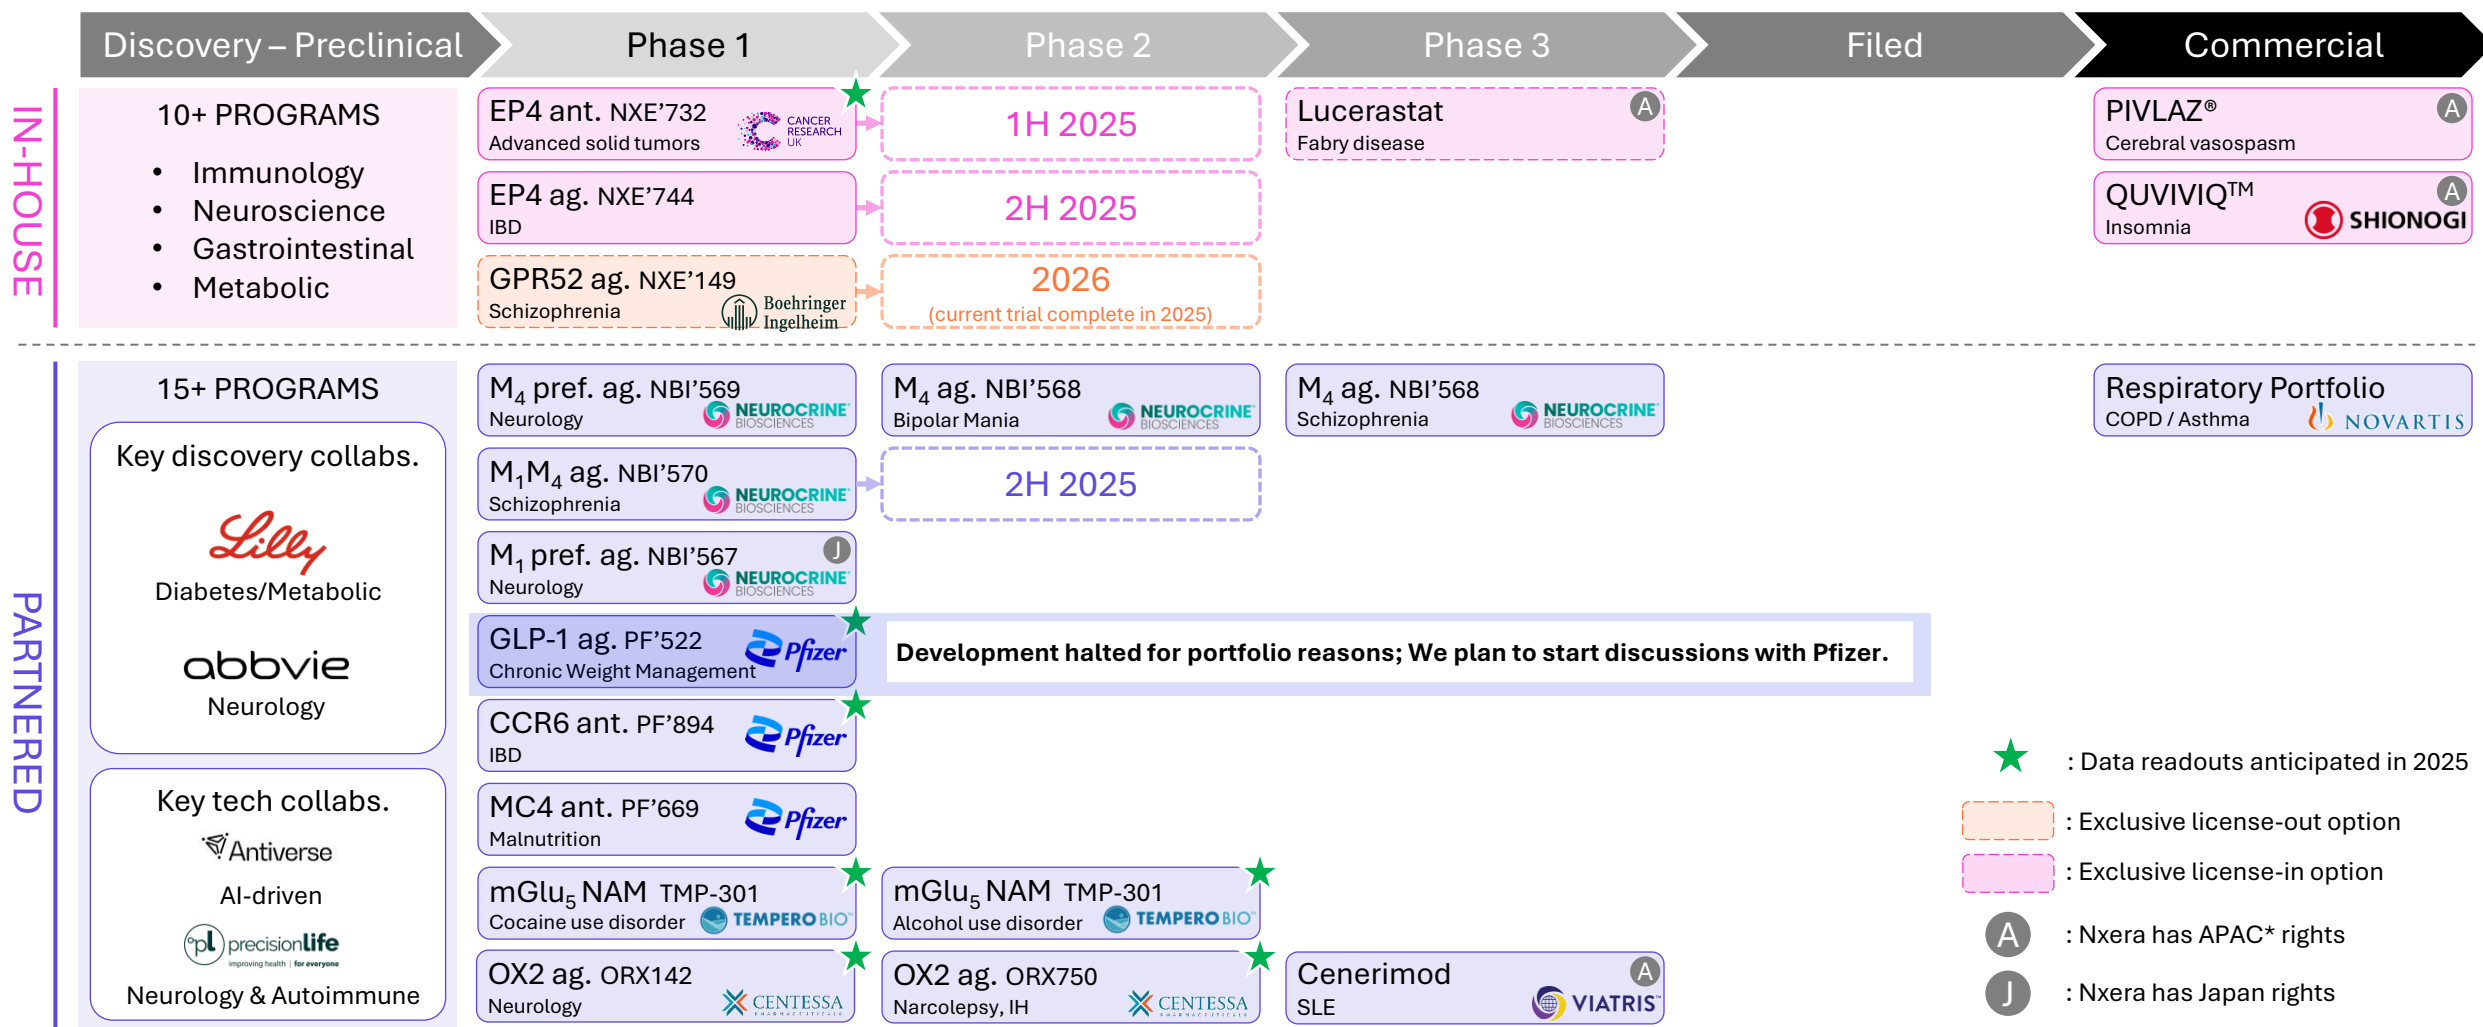 Discovery – Preclinical
Phase 1
Phase 2
Phase 3
Filed
Commercial
IN-HOUSE
10+ PROGRAMS
• Immunology
• Neuroscience
• Gastrointestinal
• Metabolic
EP4 ant. NXE’732
Advanced solid tumors
CANCER
RESEARCH
UK
1H 2025
Lucerastat
Fabry disease
A
PIVLAZ®
Cerebral vasospasm
A
EP4 ag. NXE’744
IBD
2H 2025
QUVIVIQ™
Insomnia
A
SHIONOGI
GPR52 ag. NXE’149
Schizophrenia
Boehringer
Ingelheim
2026
(current trial complete in 2025)
PARTNERED
15+ PROGRAMS
Key discovery collabs.
Lilly
Diabetes/Metabolic
abbvie
Neurology
Key tech collabs.
Antiverse
AI-driven
pl precisionlife
improving health | for everyone
Neurology & Autoimmune
M₄ pref. ag. NBI’569
Neurology
NEUROCRINE
BIOSCIENCES
M₄ ag. NBI’568
Bipolar Mania
NEUROCRINE
BIOSCIENCES
M₄ ag. NBI’568
Schizophrenia
NEUROCRINE
BIOSCIENCES
Respiratory Portfolio
COPD / Asthma
NOVARTIS
M₁M₄ ag. NBI’570
Schizophrenia
NEUROCRINE
BIOSCIENCES
2H 2025
M₁ pref. ag. NBI’567
Neurology
J
NEUROCRINE
BIOSCIENCES
GLP-1 ag. PF’522
Chronic Weight Management
Pfizer
Development halted for portfolio reasons; We plan to start discussions with Pfizer.
CCR6 ant. PF’894
IBD
Pfizer
MC4 ant. PF’669
Malnutrition
Pfizer
mGlu₅ NAM TMP-301
Cocaine use disorder
TEMPERO BIO™
mGlu₅ NAM TMP-301
Alcohol use disorder
TEMPERO BIO™
OX2 ag. ORX142
Neurology
CENTESSA
PHARMACEUTICALS
OX2 ag. ORX750
Narcolepsy, IH
CENTESSA
PHARMACEUTICALS
Cenerimod
SLE
A
VIATRIS™
: Data readouts anticipated in 2025
: Exclusive license-out option
: Exclusive license-in option
A : Nxera has APAC* rights
J : Nxera has Japan rights